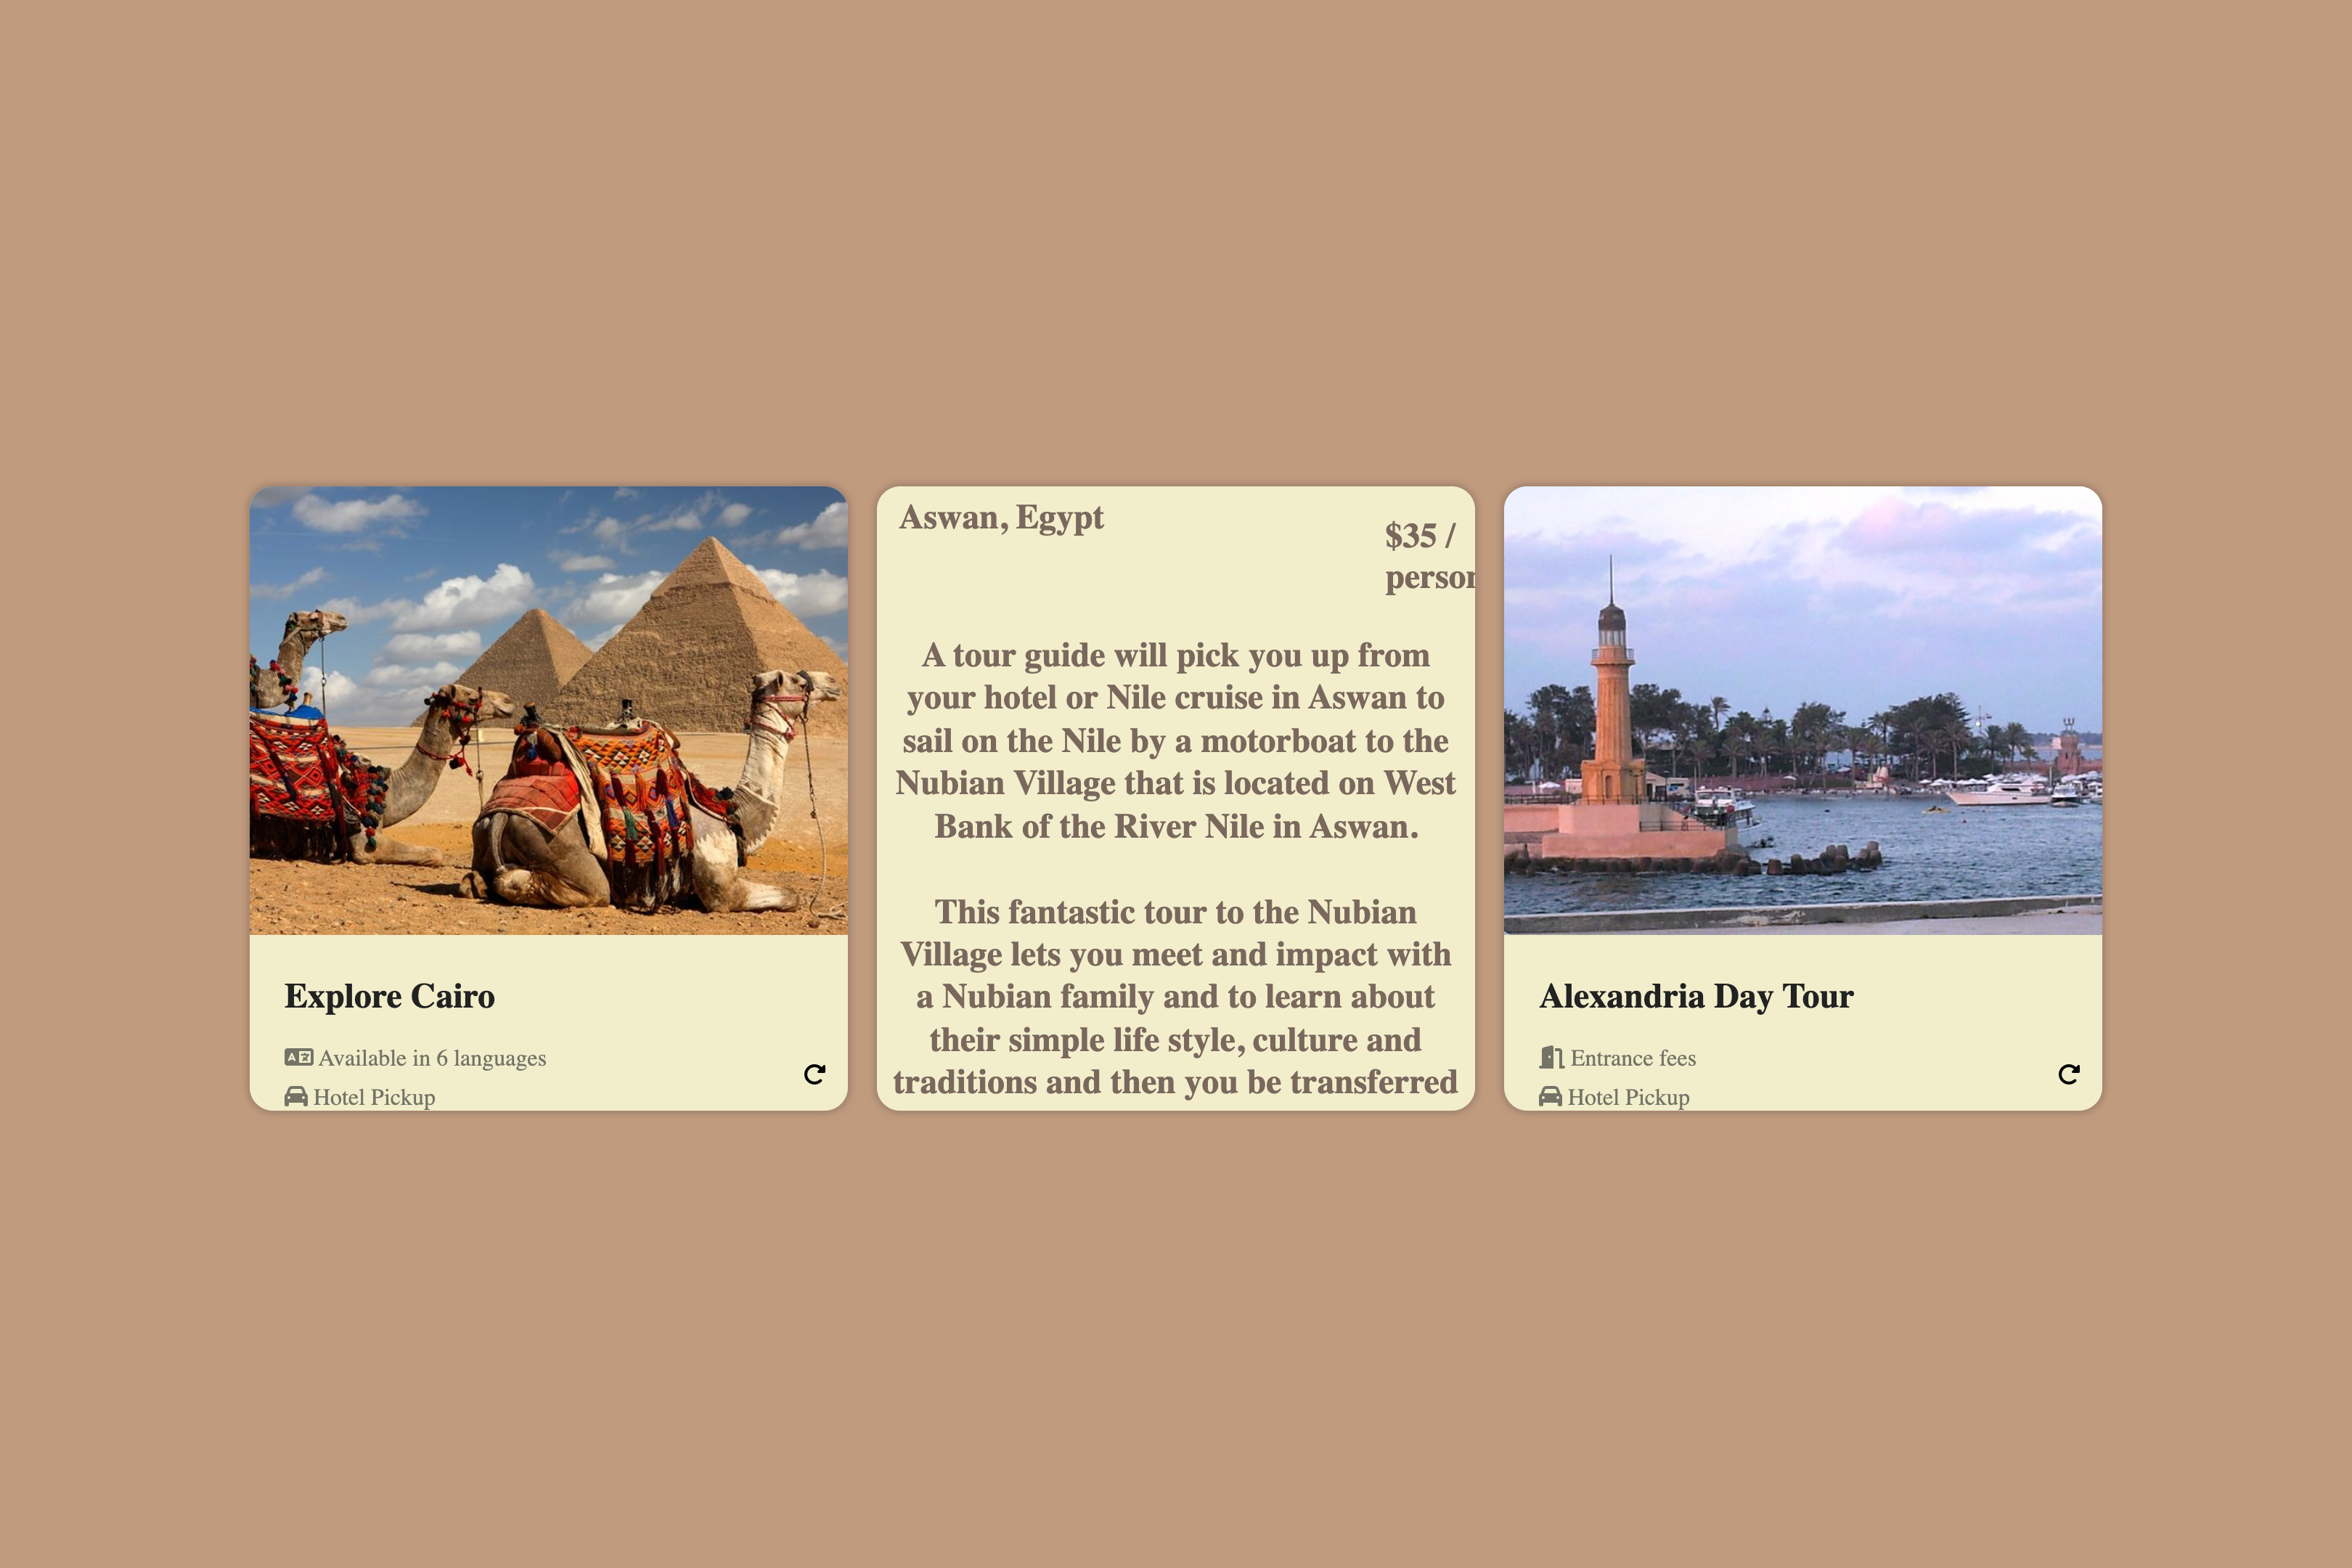 Explore Cairo
Available in 6 languages
Hotel Pickup
Aswan, Egypt
$35 /
person
A tour guide will pick you up from
your hotel or Nile cruise in Aswan to
sail on the Nile by a motorboat to the
Nubian Village that is located on West
Bank of the River Nile in Aswan.
This fantastic tour to the Nubian
Village lets you meet and impact with
a Nubian family and to learn about
their simple life style, culture and
traditions and then you be transferred
Alexandria Day Tour
Entrance fees
Hotel Pickup